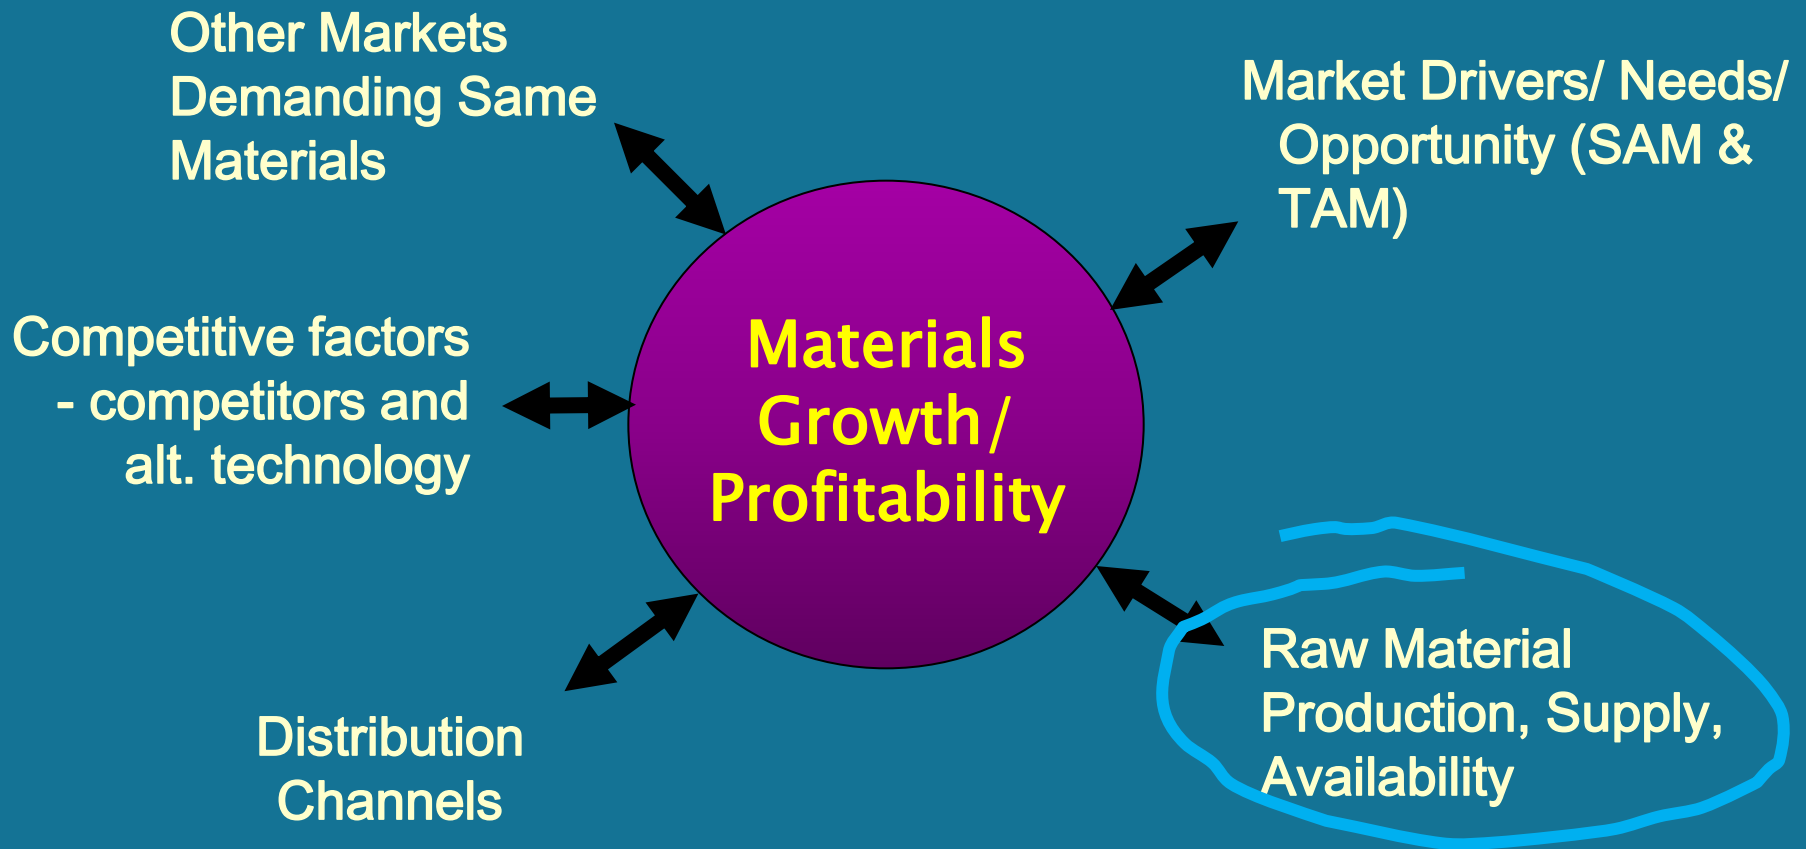 Other Markets
Demanding Same
Materials
Market Drivers/ Needs/
Opportunity (SAM &
TAM)
Competitive factors
- competitors and
alt. technology
Materials
Growth/
Profitability
Distribution
Channels
Raw Material
Production, Supply,
Availability